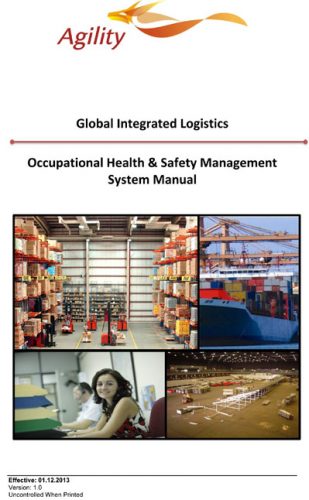 Agility
Global Integrated Logistics
Occupational Health & Safety Management
System Manual
Effective: 01.12.2013
Version: 1.0
Uncontrolled When Printed